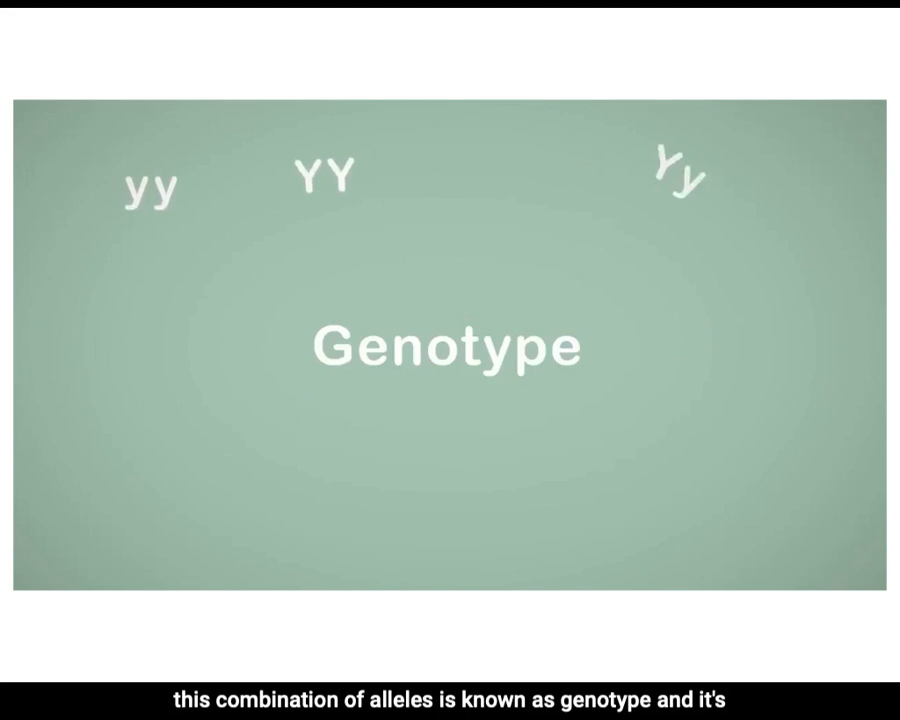 yy YY Yy
Genotype
this combination of alleles is known as genotype and it's